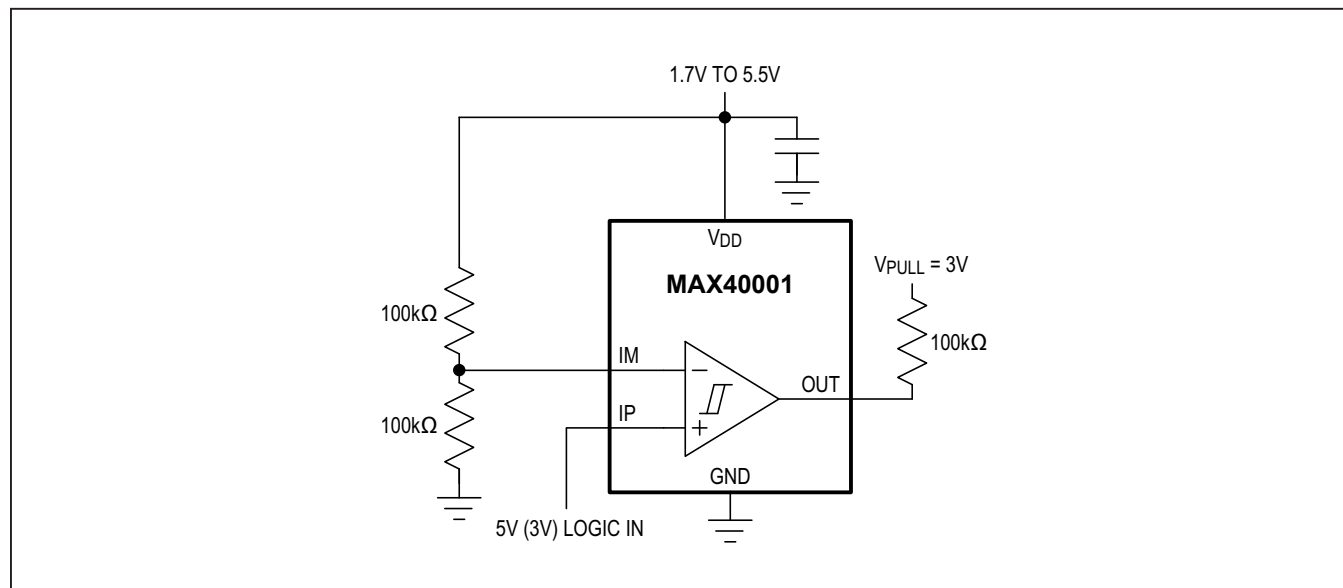 1.7V TO 5.5V
VDD
MAX40001
VPULL = 3V
100kΩ
100kΩ
IM
−
OUT
IP
+
100kΩ
GND
5V (3V) LOGIC IN